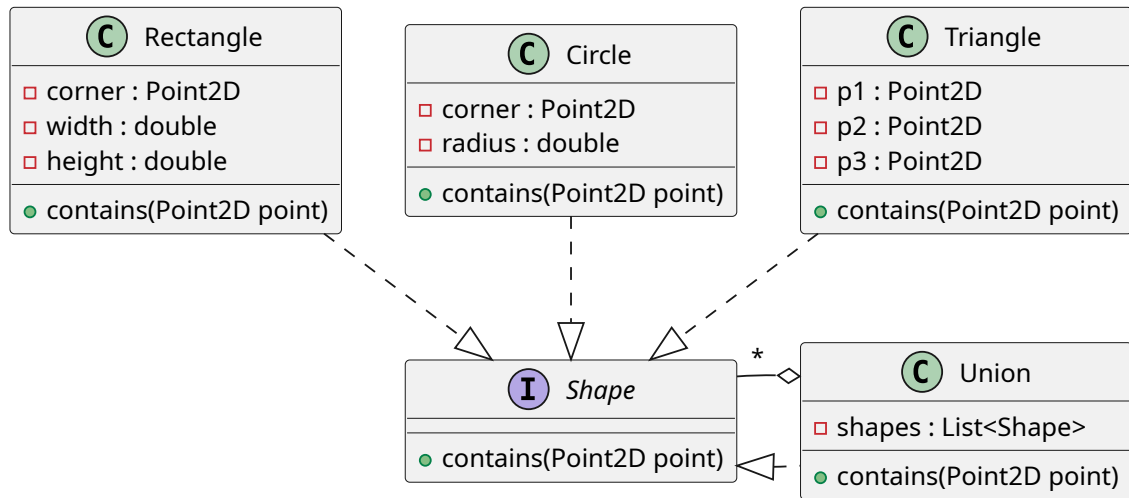 C Rectangle
corner : Point2D
width : double
height : double
contains(Point2D point)
C Circle
corner : Point2D
radius : double
contains(Point2D point)
C Triangle
p1 : Point2D
p2 : Point2D
p3 : Point2D
contains(Point2D point)
I Shape
contains(Point2D point)
*
C Union
shapes : List<Shape>
contains(Point2D point)